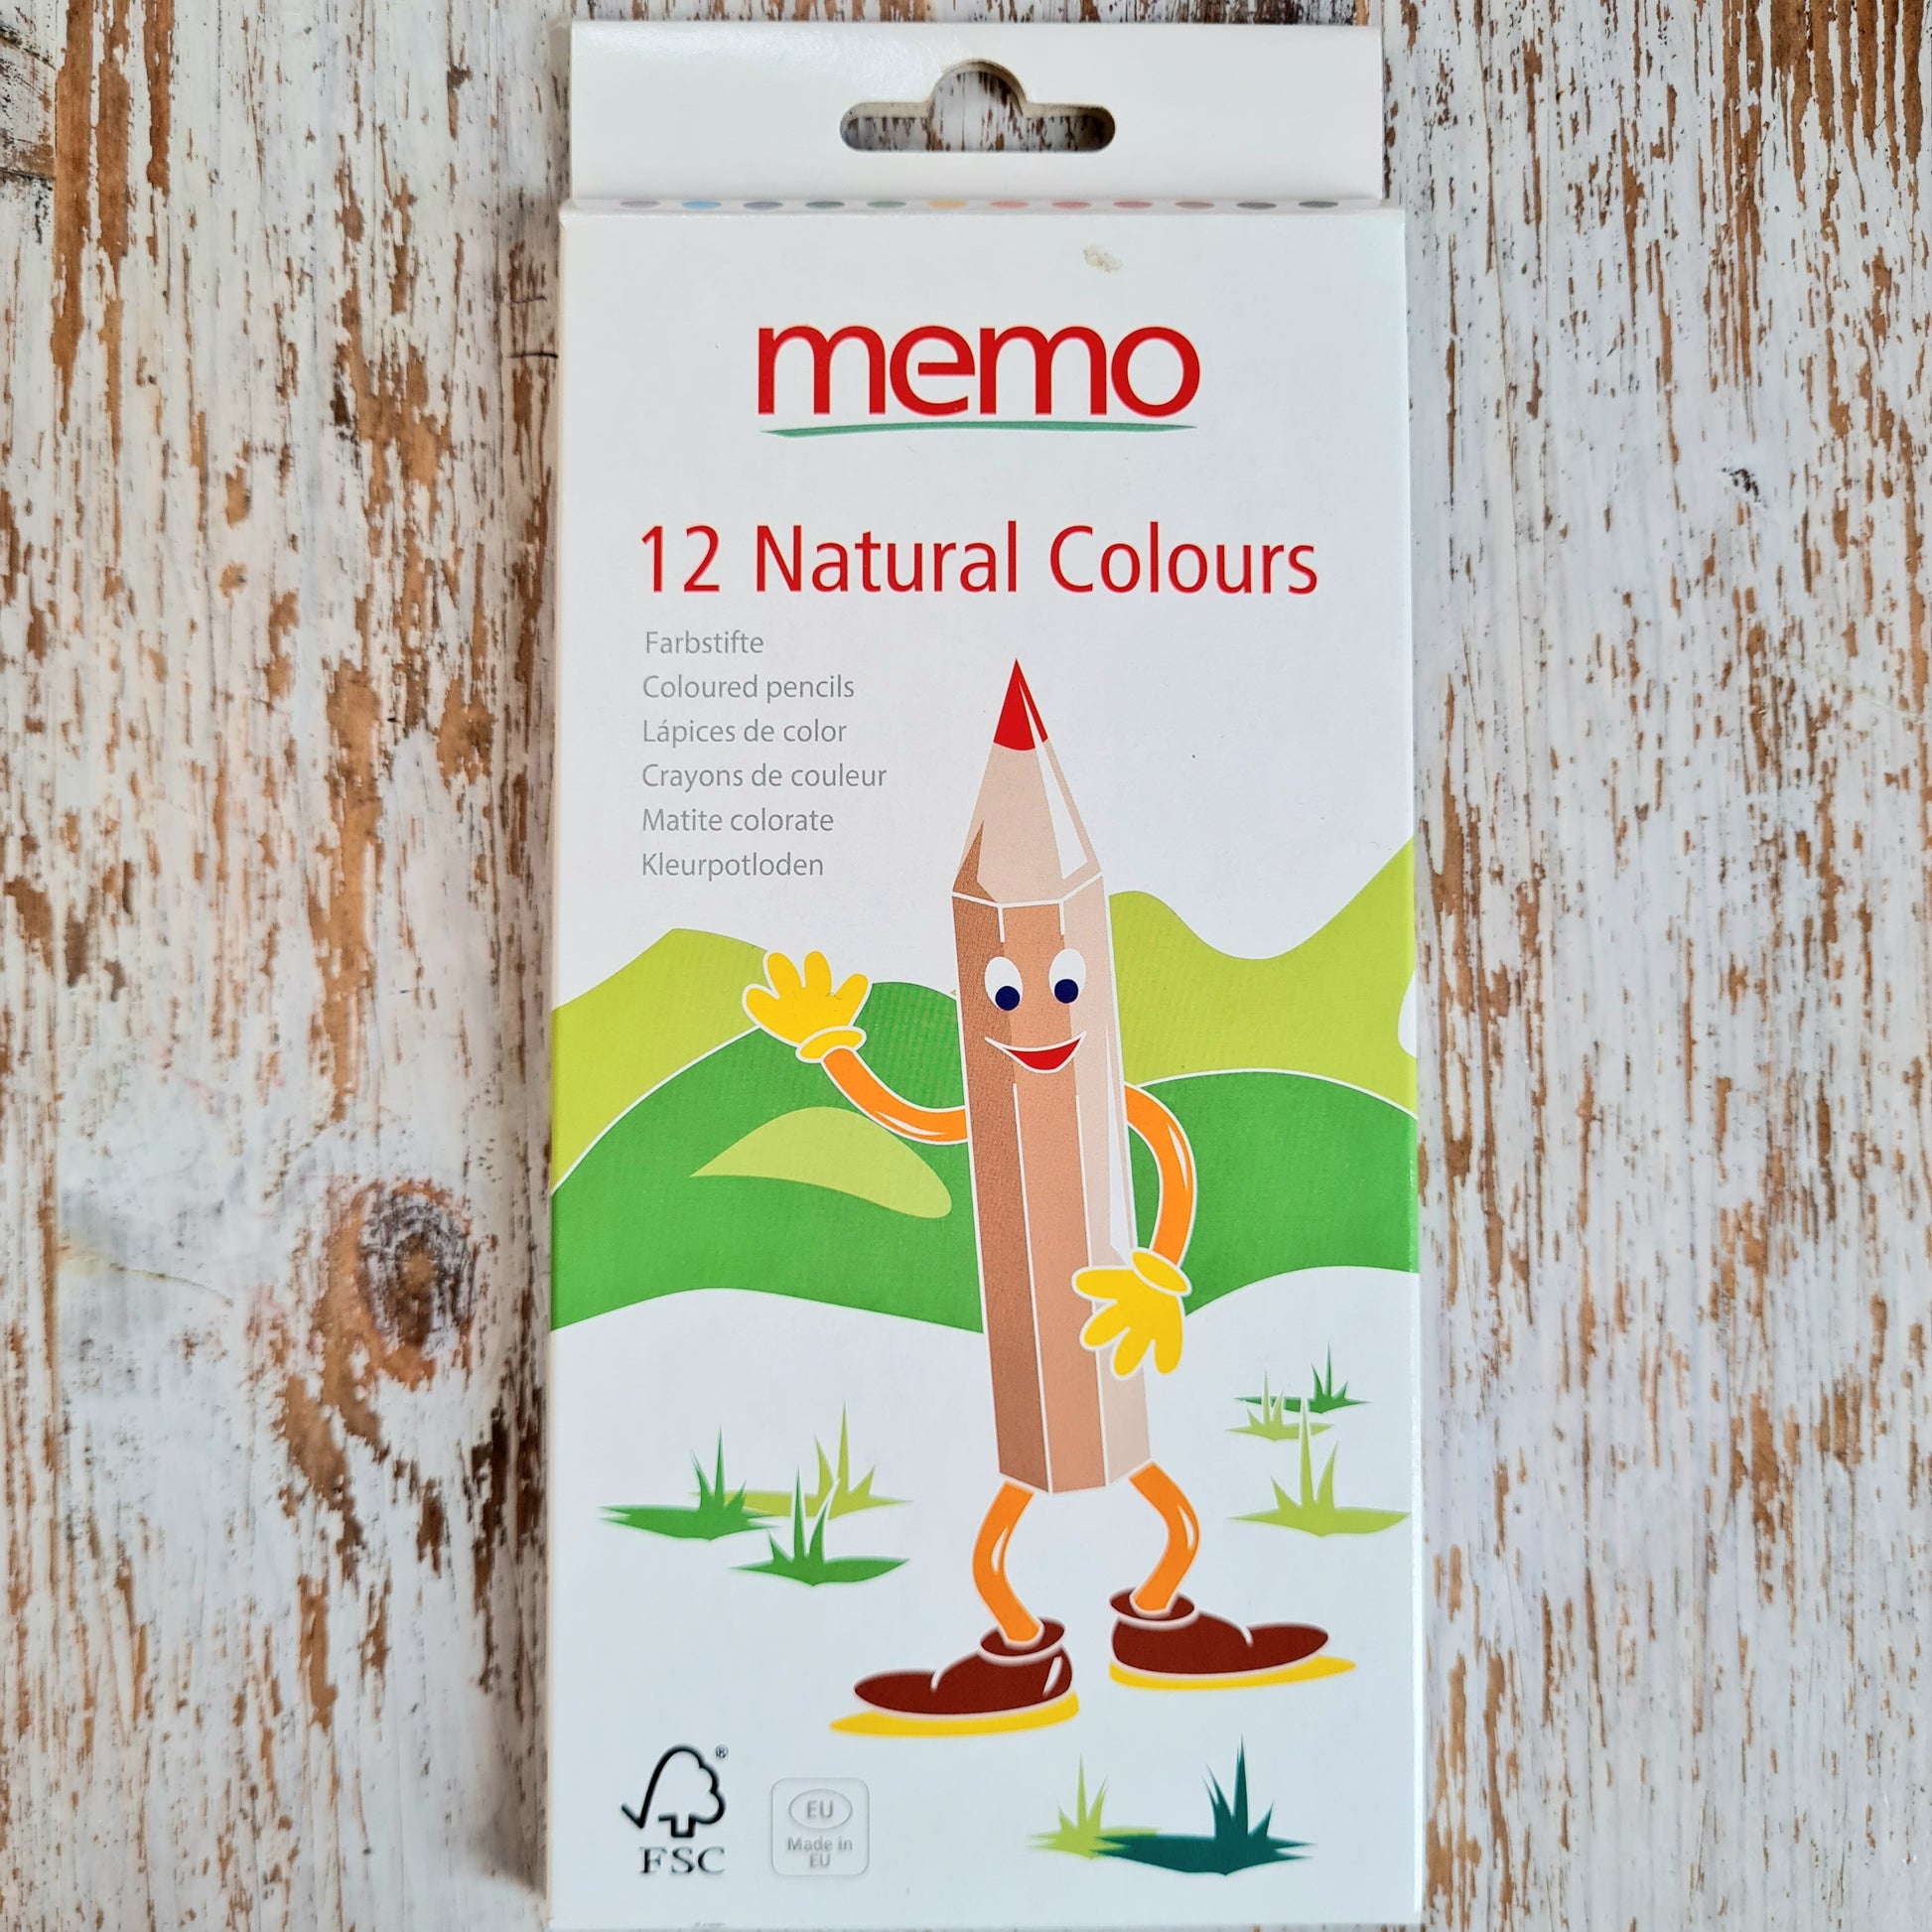 memo
12 Natural Colours
Farbstifte
Coloured pencils
Lápices de color
Crayons de couleur
Matite colorate
Kleurpotloden
®
FSC
EU
Made in
EU